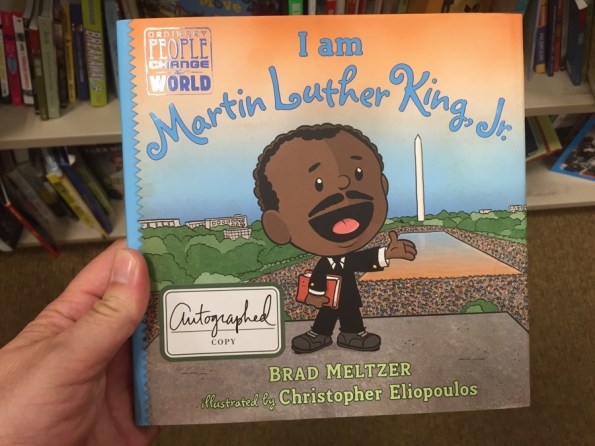 ORDINARY
PEOPLE
CHANGE
THE
WORLD
I am
Martin Luther King, Jr.
Autographed
COPY
BRAD MELTZER
illustrated by Christopher Eliopoulos